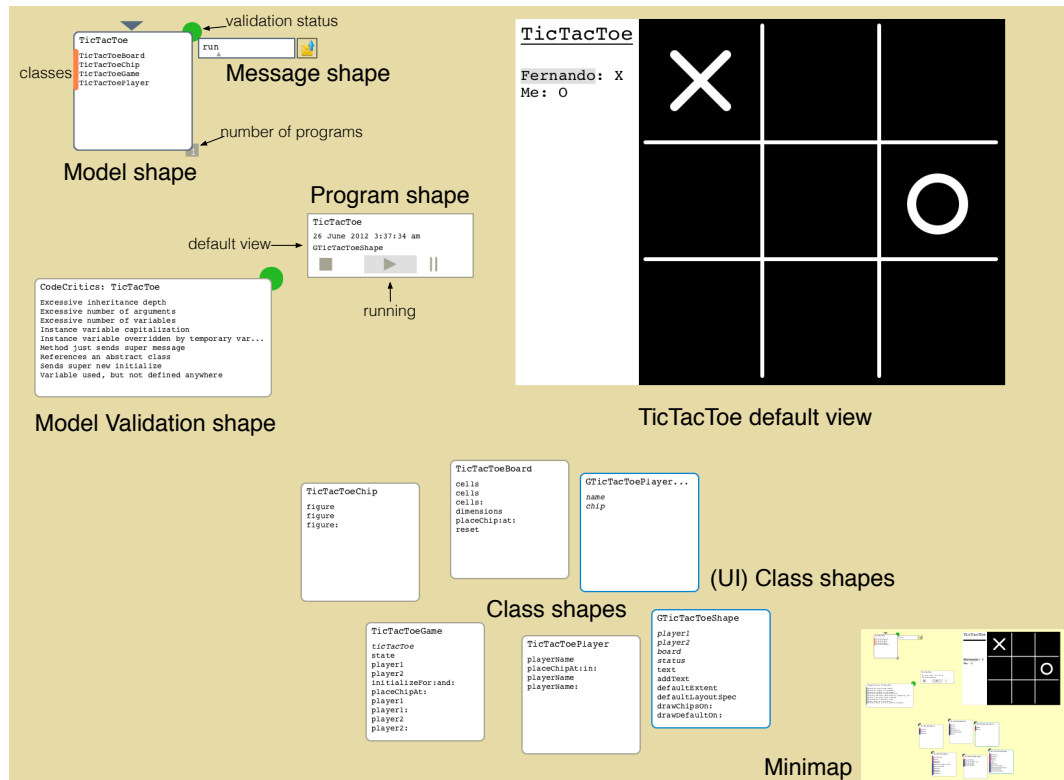 validation status
TicTacToe
run
TicTacToeBoard
TicTacToeChip
TicTacToeGame
TicTacToePlayer
classes
Message shape
number of programs
1
Model shape
TicTacToe
Fernando: X
Me: O
Program shape
TicTacToe
26 June 2012 3:37:34 am
GTicTacToeShape
default view
running
CodeCritics: TicTacToe
Excessive inheritance depth
Excessive number of arguments
Excessive number of variables
Instance variable capitalization
Instance variable overridden by temporary var...
Method just sends super message
References an abstract class
Sends super new initialize
Variable used, but not defined anywhere
Model Validation shape
TicTacToe default view
TicTacToeChip
figure
figure
figure:
TicTacToeBoard
cells
cells
cells:
dimensions
placeChip:at:
reset
GTicTacToePlayer...
name
chip
(UI) Class shapes
Class shapes
TicTacToeGame
ticTacToe
state
player1
player2
initializeFor:and:
placeChipAt:
player1
player1:
player2
player2:
TicTacToePlayer
playerName
placeChipAt:in:
playerName
playerName:
GTicTacToeShape
player1
player2
board
status
text
addText
defaultExtent
defaultLayoutSpec
drawChipsOn:
drawDefaultOn:
Minimap